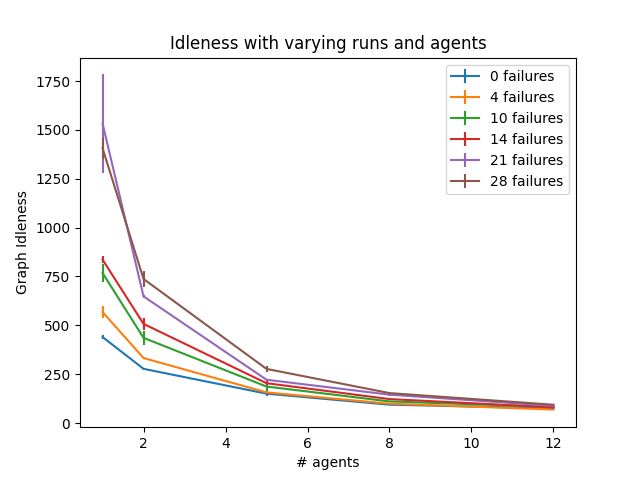 Idleness with varying runs and agents
Graph Idleness
1750
1500
1250
1000
750
500
250
0
0 failures
4 failures
10 failures
14 failures
21 failures
28 failures
2
4
6
8
10
12
# agents